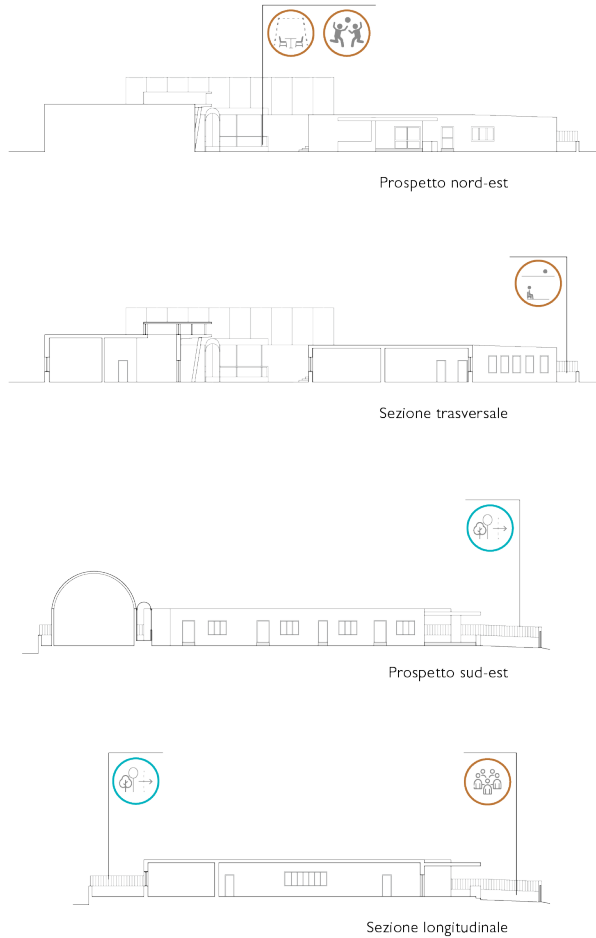 Prospetto nord-est
Sezione trasversale
Prospetto sud-est
Sezione longitudinale